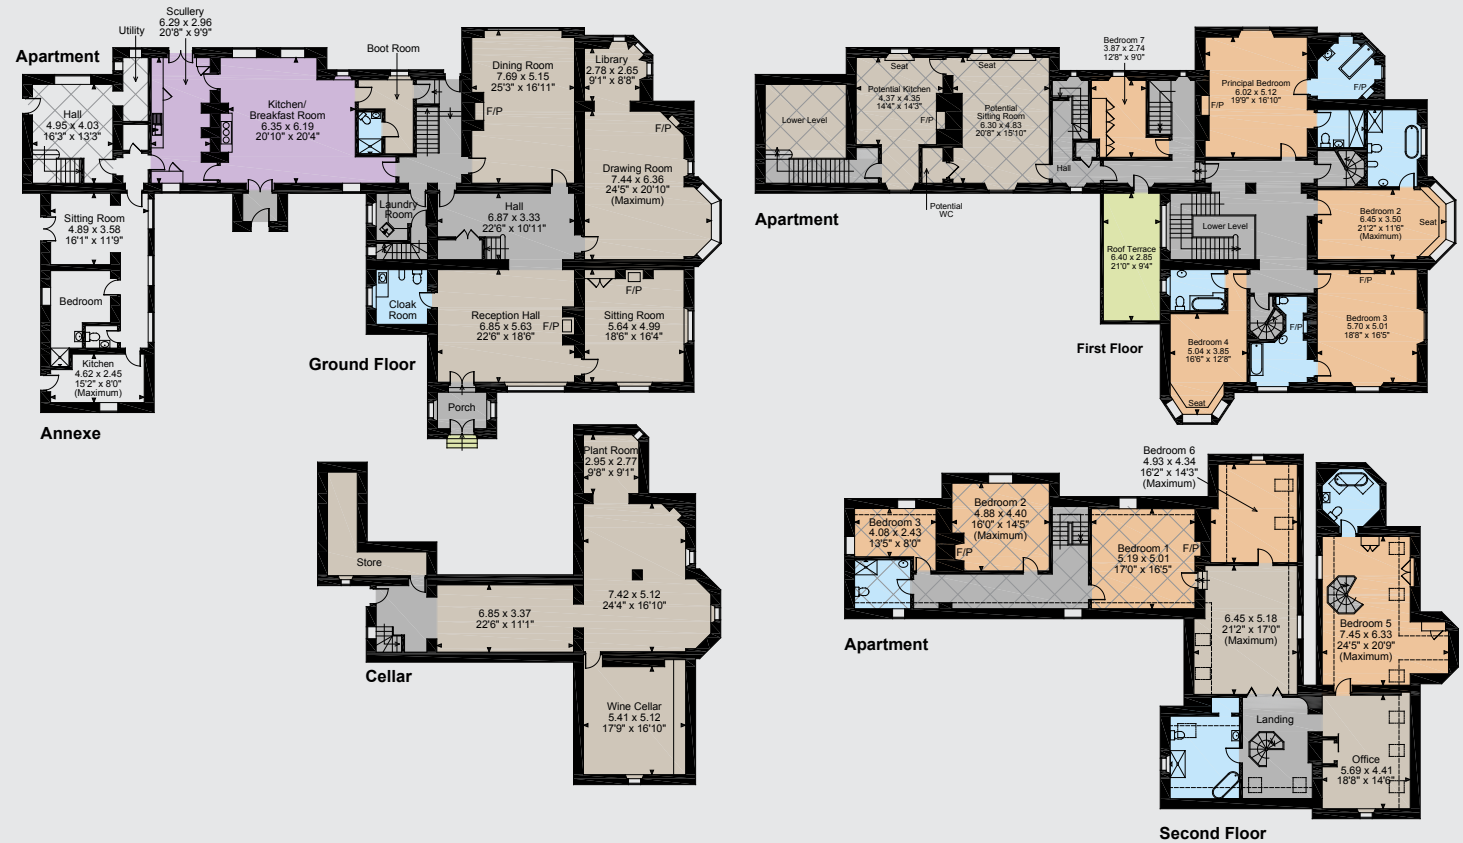 Apartment
Utility
Scullery
6.29 x 2.96
20'8" x 9'9"
Boot Room
Hall
4.95 x 4.03
16'3" x 13'3"
Kitchen/
Breakfast Room
6.35 x 6.19
20'10" x 20'4"
Dining Room
7.69 x 5.15
25'3" x 16'11"
F/P
Library
2.78 x 2.65
9'1" x 8'8"
F/P
Drawing Room
7.44 x 6.36
24'5" x 20'10"
(Maximum)
Sitting Room
4.89 x 3.58
16'1" x 11'9"
Laundry
Room
Hall
6.87 x 3.33
22'6" x 10'11"
Bedroom
Cloak
Room
Reception Hall
6.85 x 5.63
22'6" x 18'6"
F/P
F/P
Sitting Room
5.64 x 4.99
18'6" x 16'4"
Kitchen
4.62 x 2.45
15'2" x 8'0"
(Maximum)
Ground Floor
Porch
Annexe
Plant Room
2.95 x 2.77
9'8" x 9'1"
Store
6.85 x 3.37
22'6" x 11'1"
7.42 x 5.12
24'4" x 16'10"
Cellar
Wine Cellar
5.41 x 5.12
17'9" x 16'10"
Bedroom 7
3.87 x 2.74
12'8" x 9'0"
Seat
Seat
Lower Level
Potential Kitchen
4.37 x 4.35
14'4" x 14'3"
F/P
Potential
Sitting Room
6.30 x 4.83
20'8" x 15'10"
Principal Bedroom
6.02 x 5.12
19'9" x 16'10"
F/P
F/P
Hall
Apartment
Potential
WC
Bedroom 2
6.45 x 3.50
21'2" x 11'6"
(Maximum)
Seat
Lower Level
Roof Terrace
6.40 x 2.85
21'0" x 9'4"
F/P
Bedroom 3
5.70 x 5.01
18'8" x 16'5"
F/P
Bedroom 4
5.04 x 3.85
16'6" x 12'8"
Seat
First Floor
Bedroom 6
4.93 x 4.34
16'2" x 14'3"
(Maximum)
Bedroom 3
4.08 x 2.43
13'5" x 8'0"
Bedroom 2
4.88 x 4.40
16'0" x 14'5"
(Maximum)
F/P
Bedroom 1
5.19 x 5.01
17'0" x 16'5"
F/P
6.45 x 5.18
21'2" x 17'0"
(Maximum)
Bedroom 5
7.45 x 6.33
24'5" x 20'9"
(Maximum)
Apartment
Landing
Office
5.69 x 4.41
18'8" x 14'6"
Second Floor